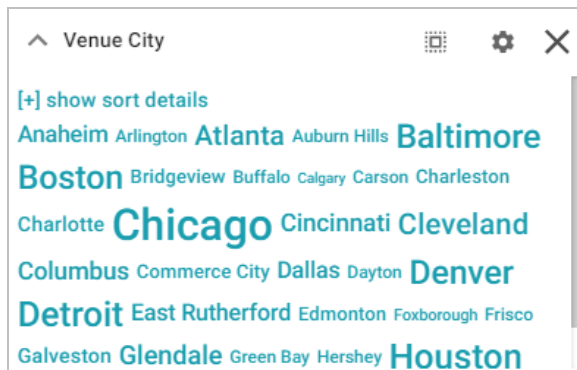 Venue City
[+] show sort details
Anaheim Arlington Atlanta Auburn Hills Baltimore
Boston Bridgeview Buffalo Calgary Carson Charleston
Charlotte Chicago Cincinnati Cleveland
Columbus Commerce City Dallas Dayton Denver
Detroit East Rutherford Edmonton Foxborough Frisco
Galveston Glendale Green Bay Hershey Houston